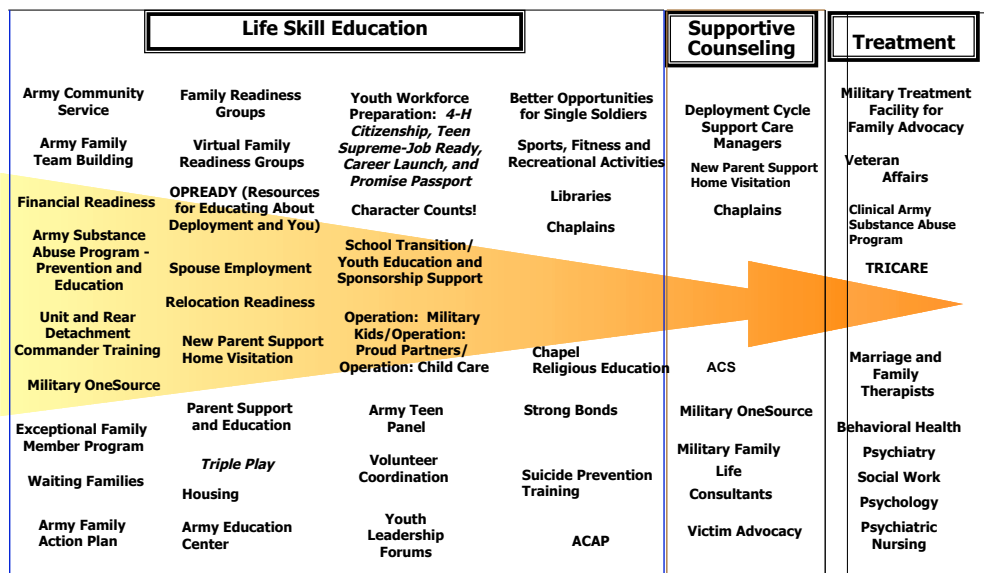 Life Skill Education
Supportive
Counseling
Treatment
Army Community
Service
Army Family
Team Building
Financial Readiness
Army Substance
Abuse Program -
Prevention and
Education
Unit and Rear
Detachment
Commander Training
Military OneSource
Exceptional Family
Member Program
Waiting Families
Army Family
Action Plan
Family Readiness
Groups
Virtual Family
Readiness Groups
OPREADY (Resources
for Educating About
Deployment and You)
Spouse Employment
Relocation Readiness
New Parent Support
Home Visitation
Parent Support
and Education
Triple Play
Housing
Army Education
Center
Youth Workforce
Preparation: 4-H
Citizenship, Teen
Supreme-Job Ready,
Career Launch, and
Promise Passport
Character Counts!
School Transition/
Youth Education and
Sponsorship Support
Operation: Military
Kids/Operation:
Proud Partners/
Operation: Child Care
Army Teen
Panel
Volunteer
Coordination
Youth
Leadership
Forums
Better Opportunities
for Single Soldiers
Sports, Fitness and
Recreational Activities
Libraries
Chaplains
Chapel
Religious Education
Strong Bonds
Suicide Prevention
Training
ACAP
Deployment Cycle
Support Care
Managers
New Parent Support
Home Visitation
Chaplains
ACS
Military OneSource
Military Family
Life
Consultants
Victim Advocacy
Military Treatment
Facility for
Family Advocacy
Veteran
Affairs
Clinical Army
Substance Abuse
Program
TRICARE
Marriage and
Family
Therapists
Behavioral Health
Psychiatry
Social Work
Psychology
Psychiatric
Nursing